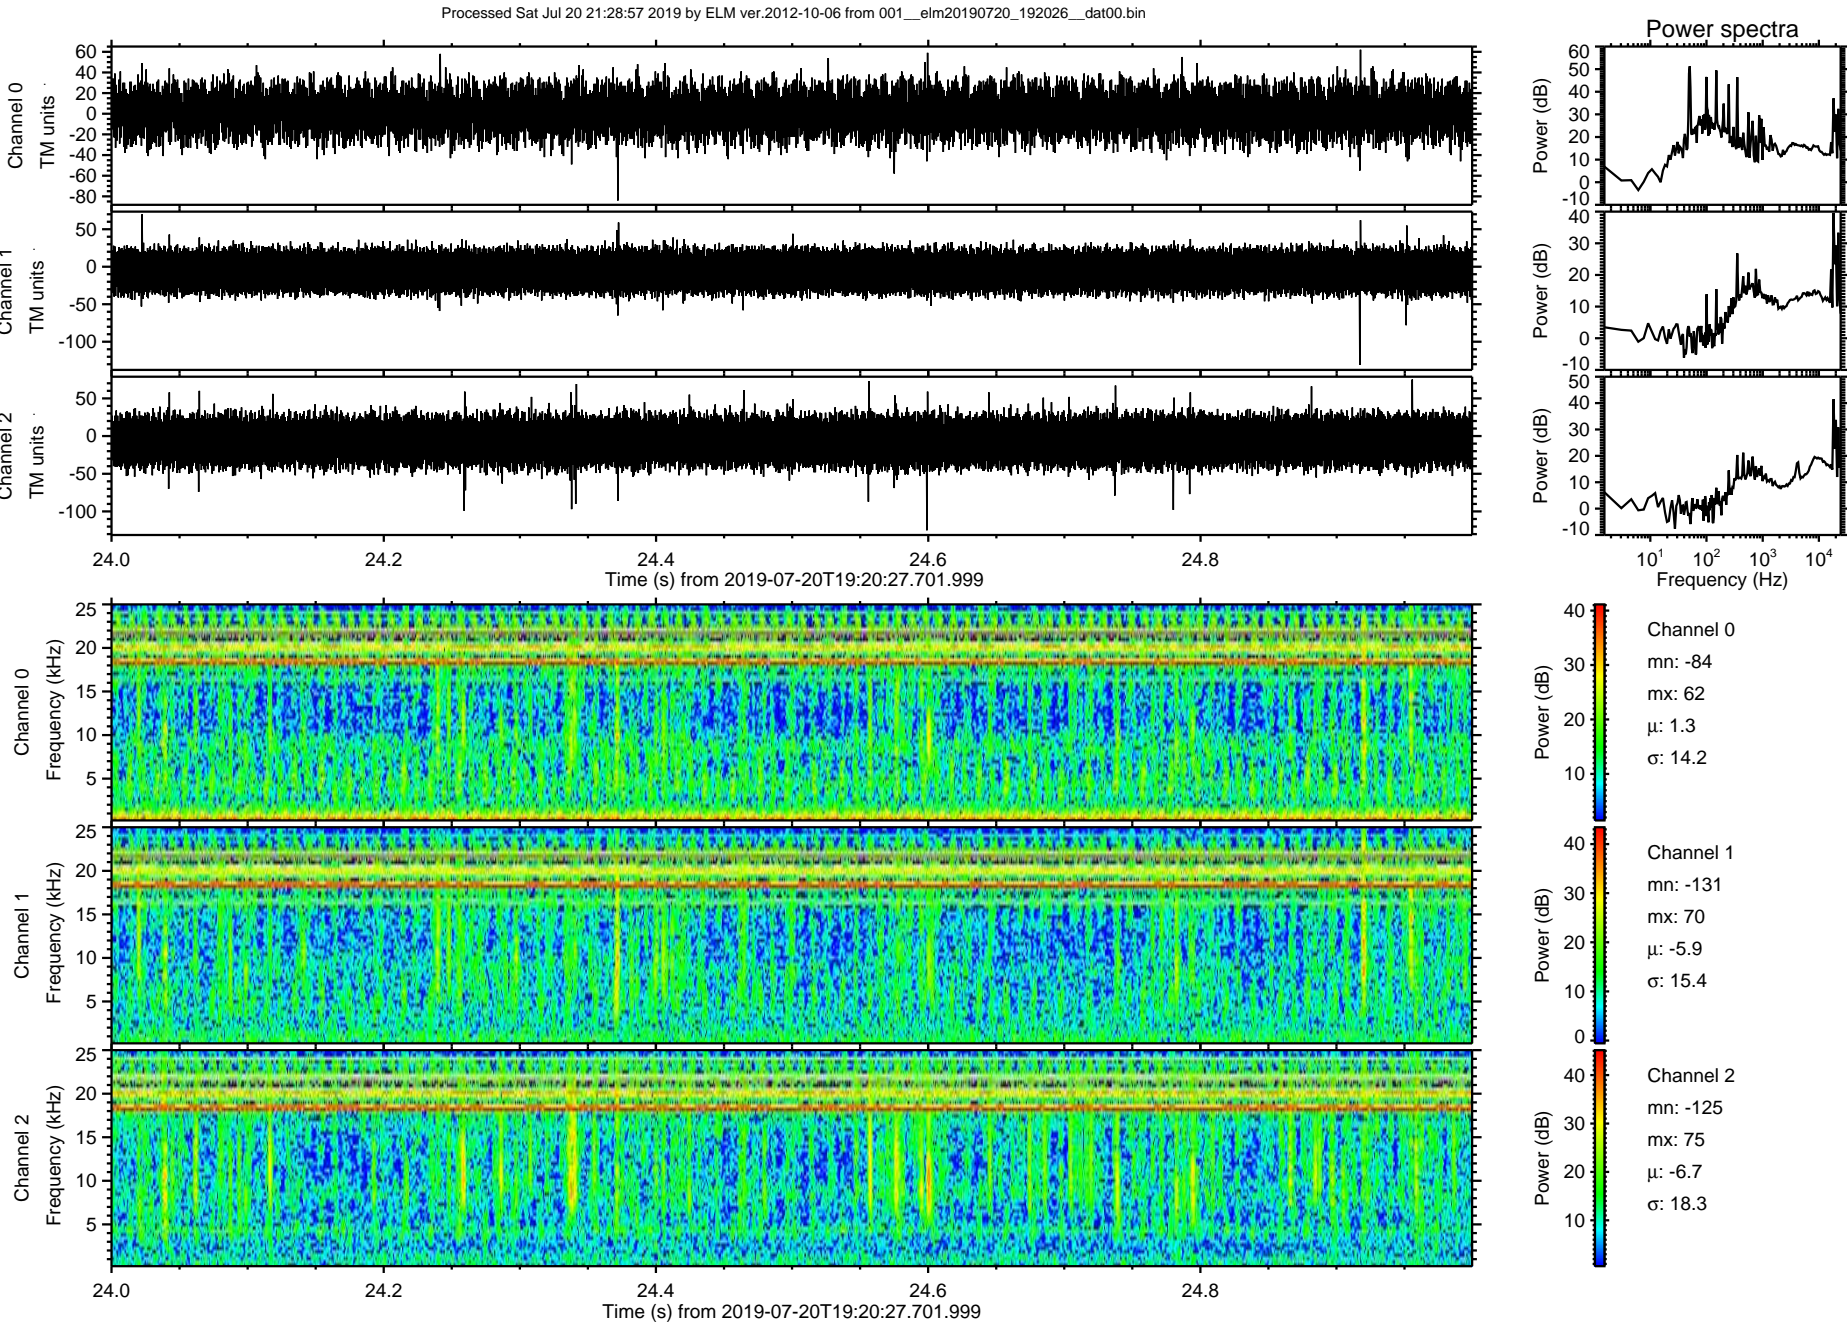 Processed Sat Jul 20 21:28:57 2019 by ELM ver.2012-10-06 from 001__elm20190720_192026__dat00.bin
Power spectra
Channel 0
TM units
60
40
20
0
-20
-40
-60
-80
Power (dB)
60
50
40
30
20
10
0
-10
Channel 1
TM units
50
0
-50
-100
Power (dB)
40
30
20
10
0
-10
Channel 2
TM units
50
0
-50
-100
Power (dB)
50
40
30
20
10
0
-10
24.0 24.2 24.4 24.6 24.8
Time (s) from 2019-07-20T19:20:27.701.999
10^1 10^2 10^3 10^4
Frequency (Hz)
Channel 0
Frequency (kHz)
25
20
15
10
5
Power (dB)
40
30
20
10
Channel 0
mn: -84
mx: 62
μ: 1.3
σ: 14.2
Channel 1
Frequency (kHz)
25
20
15
10
5
Power (dB)
40
30
20
10
0
Channel 1
mn: -131
mx: 70
μ: -5.9
σ: 15.4
Channel 2
Frequency (kHz)
25
20
15
10
5
Power (dB)
40
30
20
10
Channel 2
mn: -125
mx: 75
μ: -6.7
σ: 18.3
24.0 24.2 24.4 24.6 24.8
Time (s) from 2019-07-20T19:20:27.701.999